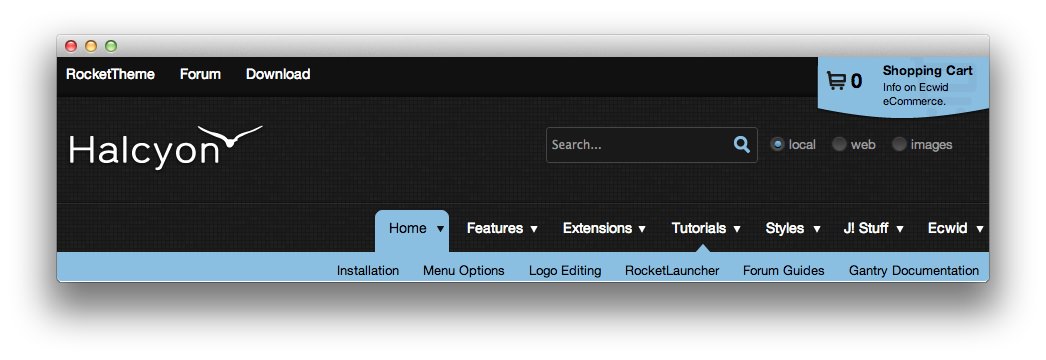 RocketTheme Forum Download
0
Shopping Cart
Info on Ecwid
eCommerce.
Halcyon
Search...
local web images
Home Features Extensions Tutorials Styles J! Stuff Ecwid
Installation Menu Options Logo Editing RocketLauncher Forum Guides Gantry Documentation